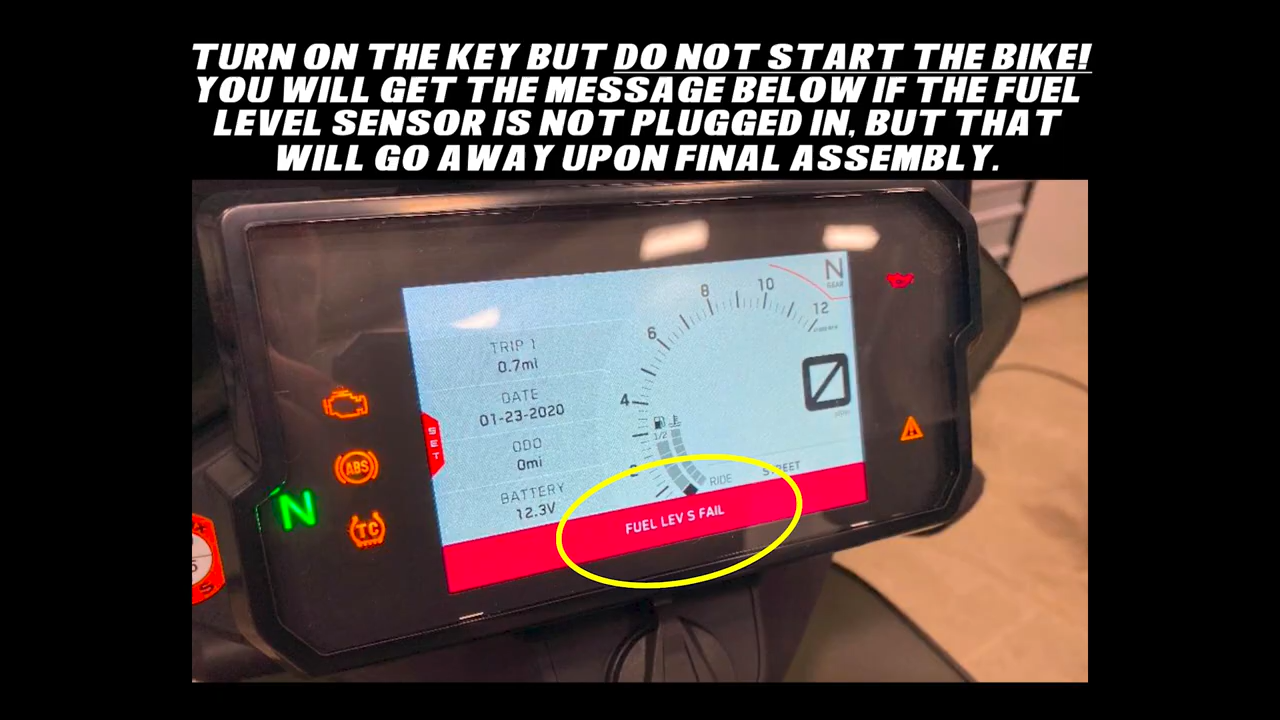 TURN ON THE KEY BUT DO NOT START THE BIKE!
YOU WILL GET THE MESSAGE BELOW IF THE FUEL
LEVEL SENSOR IS NOT PLUGGED IN, BUT THAT
WILL GO AWAY UPON FINAL ASSEMBLY.
N
GEAR
8
10
12
6
4
2
TRIP 1
0.7mi
DATE
01-23-2020
ODO
0mi
BATTERY
12.3V
SET
1/2
RIDE
STREET
FUEL LEV S FAIL
ABS
N
TC